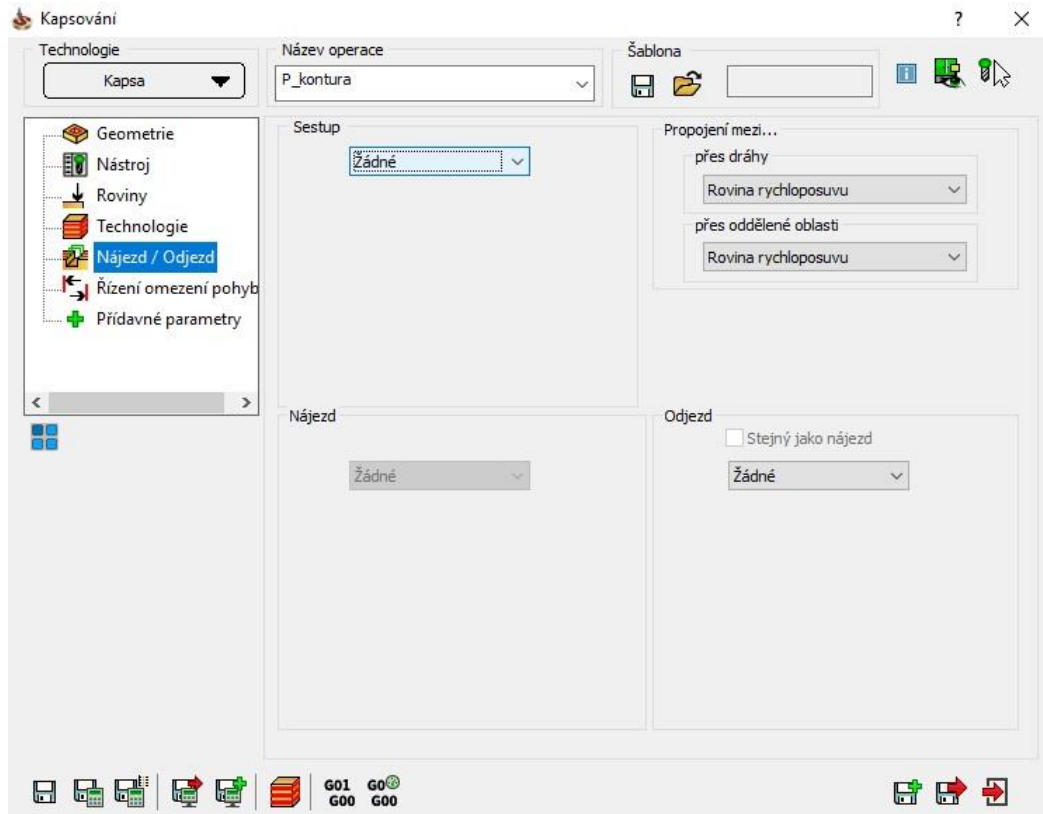 Kapsování
?
Technologie
Kapsa
Název operace
P_kontura
Šablona
Geometrie
Nástroj
Roviny
Technologie
Nájezd / Odjezd
Řízení omezení pohyb
Přídavné parametry
Sestup
Žádné
Propojení mezi...
přes dráhy
Rovina rychloposuvu
přes oddělené oblasti
Rovina rychloposuvu
Nájezd
Žádné
Odjezd
Stejný jako nájezd
Žádné
G01 G0
G00 G00